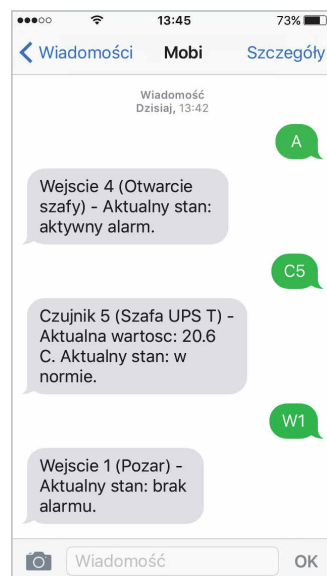 13:45 73%
Wiadomości Mobi Szczegóły
Wiadomość
Dzisiaj, 13:42
A
Wejscie 4 (Otwarcie
szafy) - Aktualny stan:
aktywny alarm.
C5
Czujnik 5 (Szafa UPS T) -
Aktualna wartosc: 20.6
C. Aktualny stan: w
normie.
W1
Wejscie 1 (Pozar) -
Aktualny stan: brak
alarmu.
Wiadomość OK